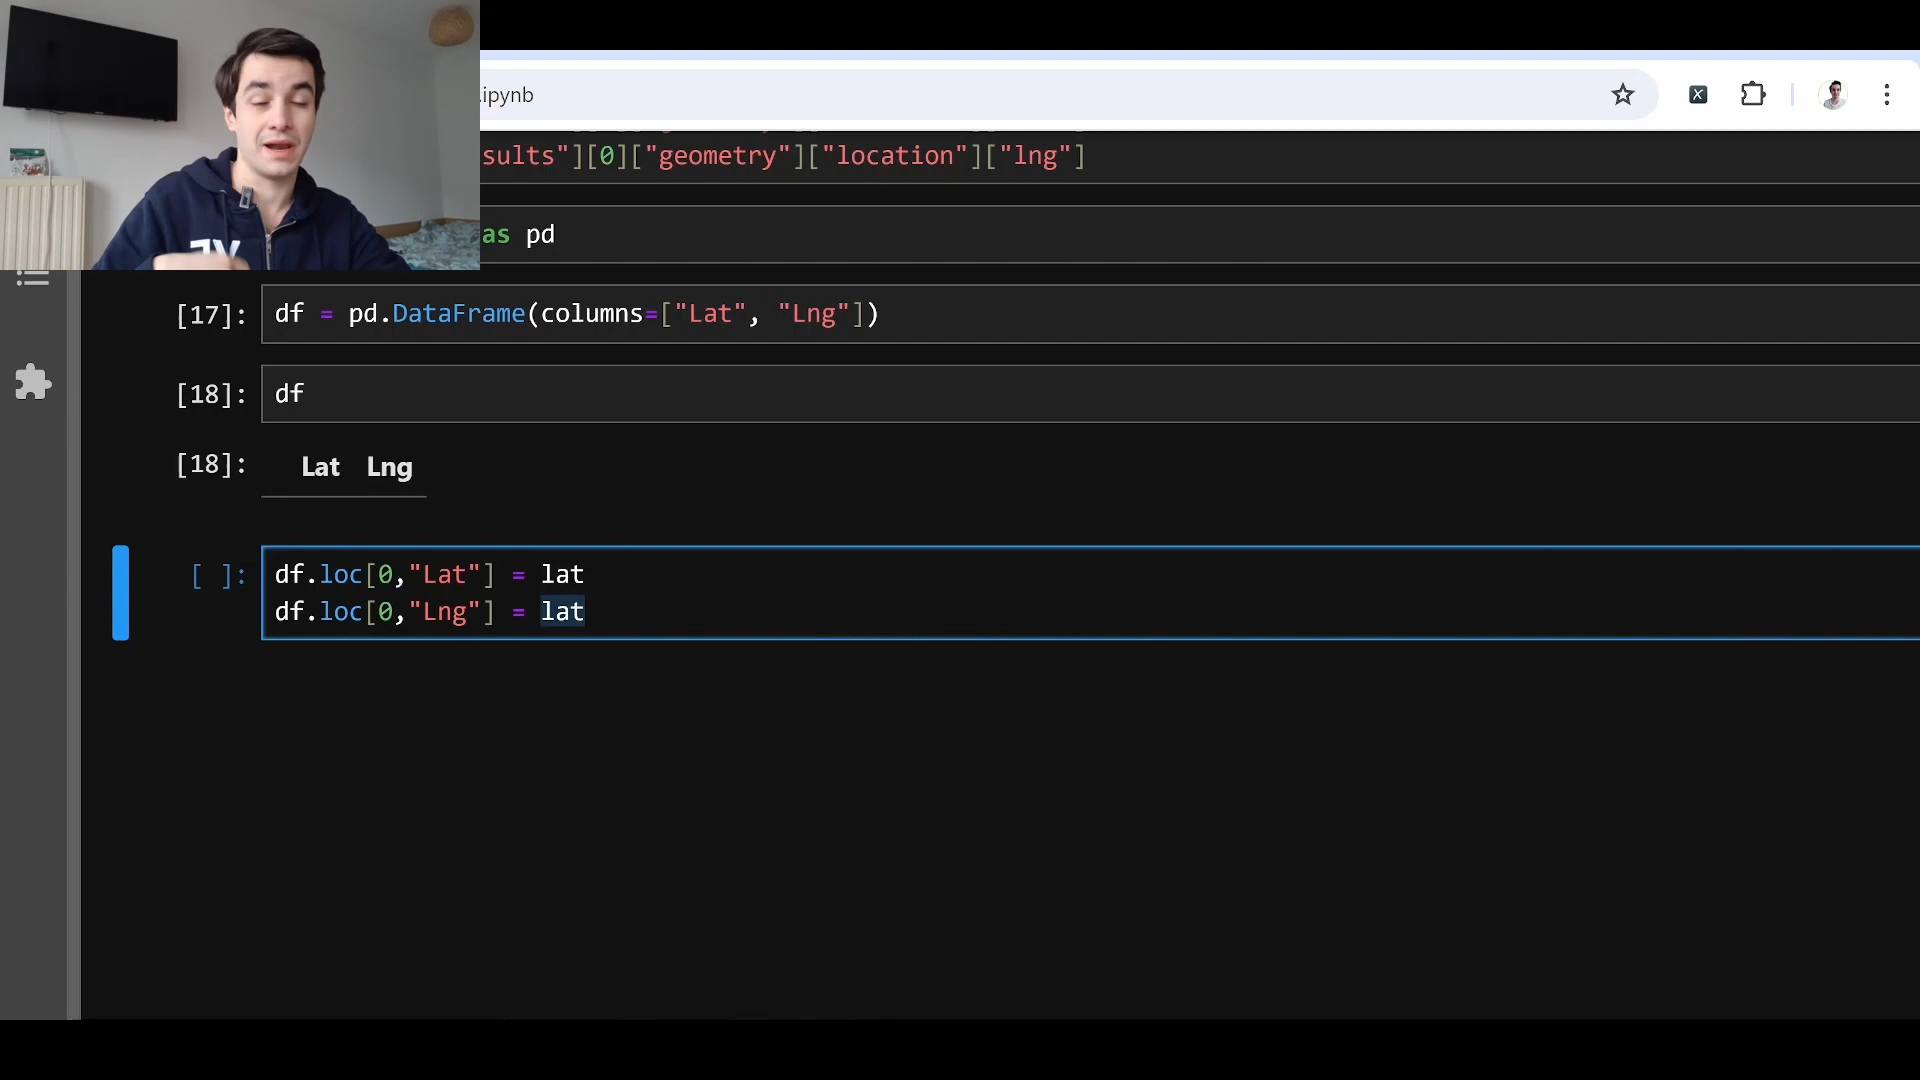 .ipynb
sults"][0]["geometry"]["location"]["lng"]
as pd
[17]: df = pd.DataFrame(columns=["Lat", "Lng"])
[18]: df
[18]: Lat Lng
[ ]: df.loc[0,"Lat"] = lat
df.loc[0,"Lng"] = lat